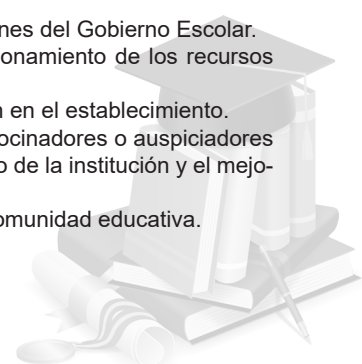 nes del Gobierno Escolar.
onamiento de los recursos
n en el establecimiento.
ocinadores o auspiciadores
o de la institución y el mejo-
omunidad educativa.